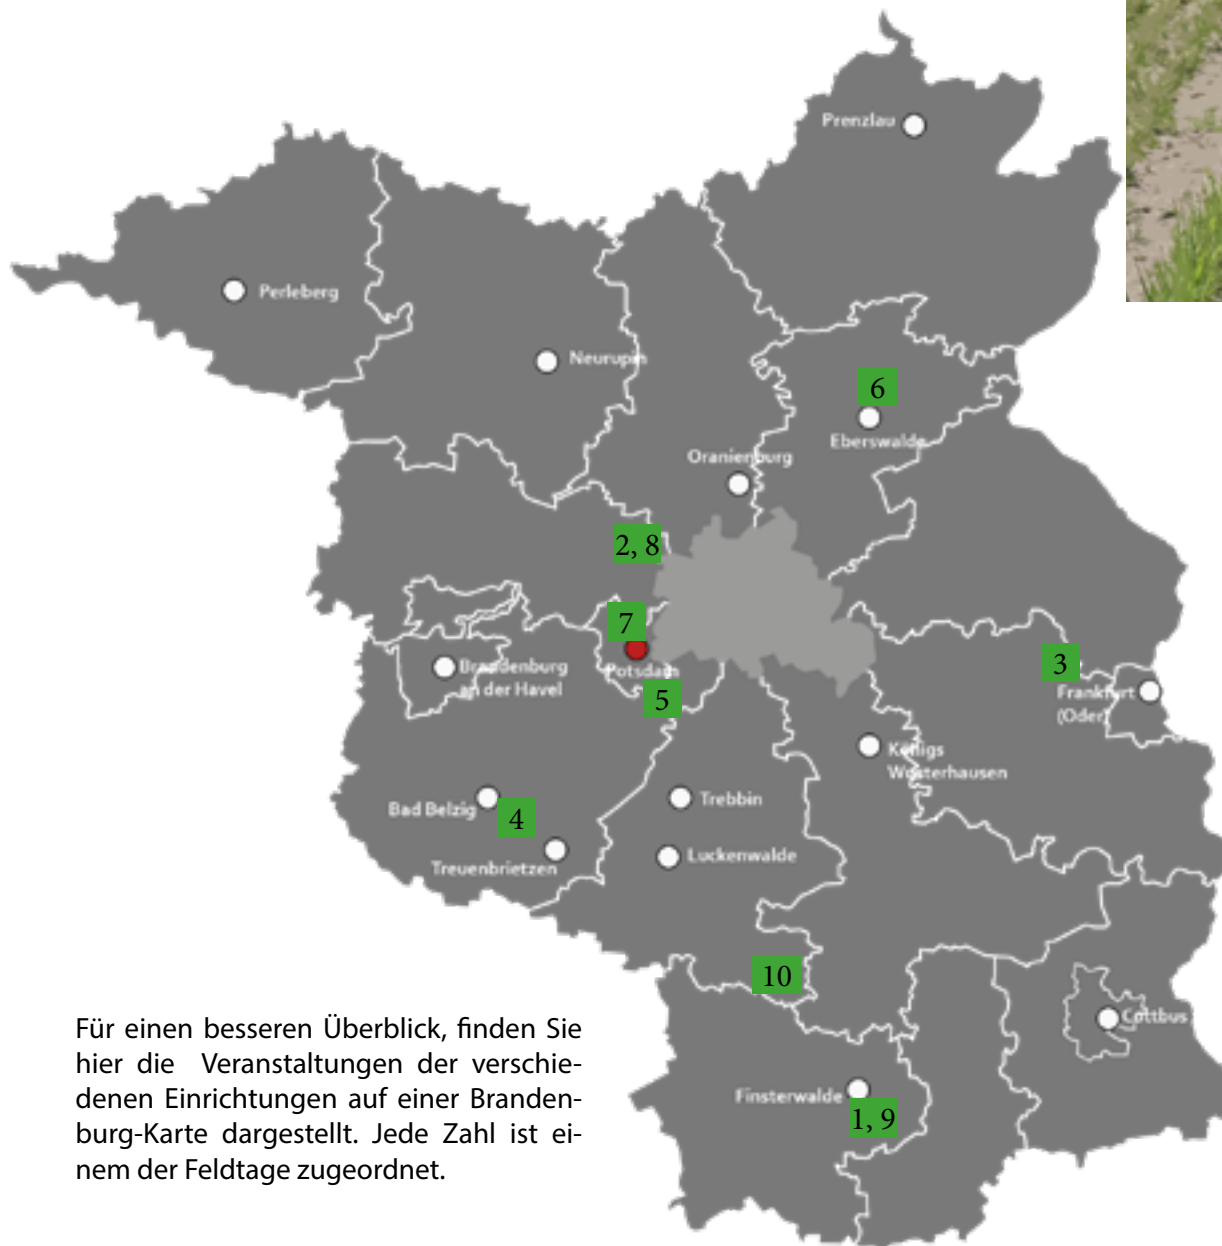 Prenzlau
Perleberg
Neurupin
6
Eberswalde
Oranienburg
2, 8
7
Potsdam
Brandenburg
an der Havel
3
Frankfurt
(Oder)
5
Königs
Wusterhausen
Bad Belzig
4
Trebbin
Treuenbrietzen
Luckenwalde
10
Cottbus
Finsterwalde
1, 9
Für einen besseren Überblick, finden Sie
hier die Veranstaltungen der verschie-
denen Einrichtungen auf einer Branden-
burg-Karte dargestellt. Jede Zahl ist ei-
nem der Feldtage zugeordnet.